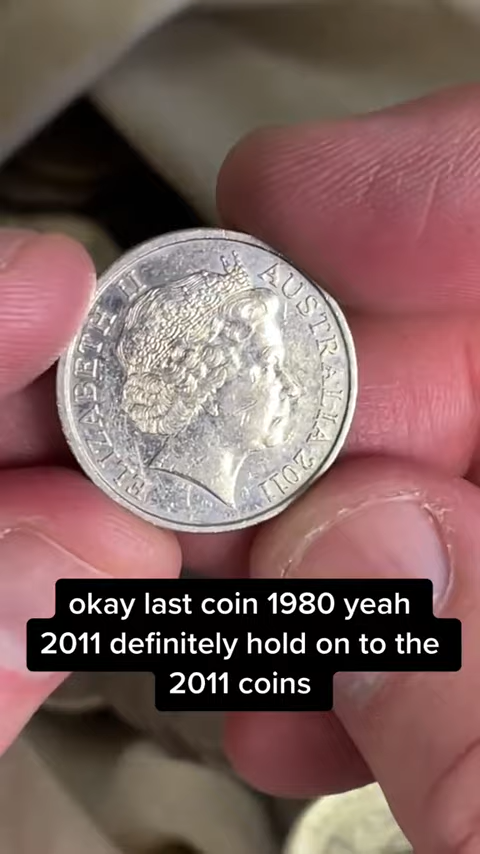 ELIZABETH II
AUSTRALIA 2011
okay last coin 1980 yeah
2011 definitely hold on to the
2011 coins